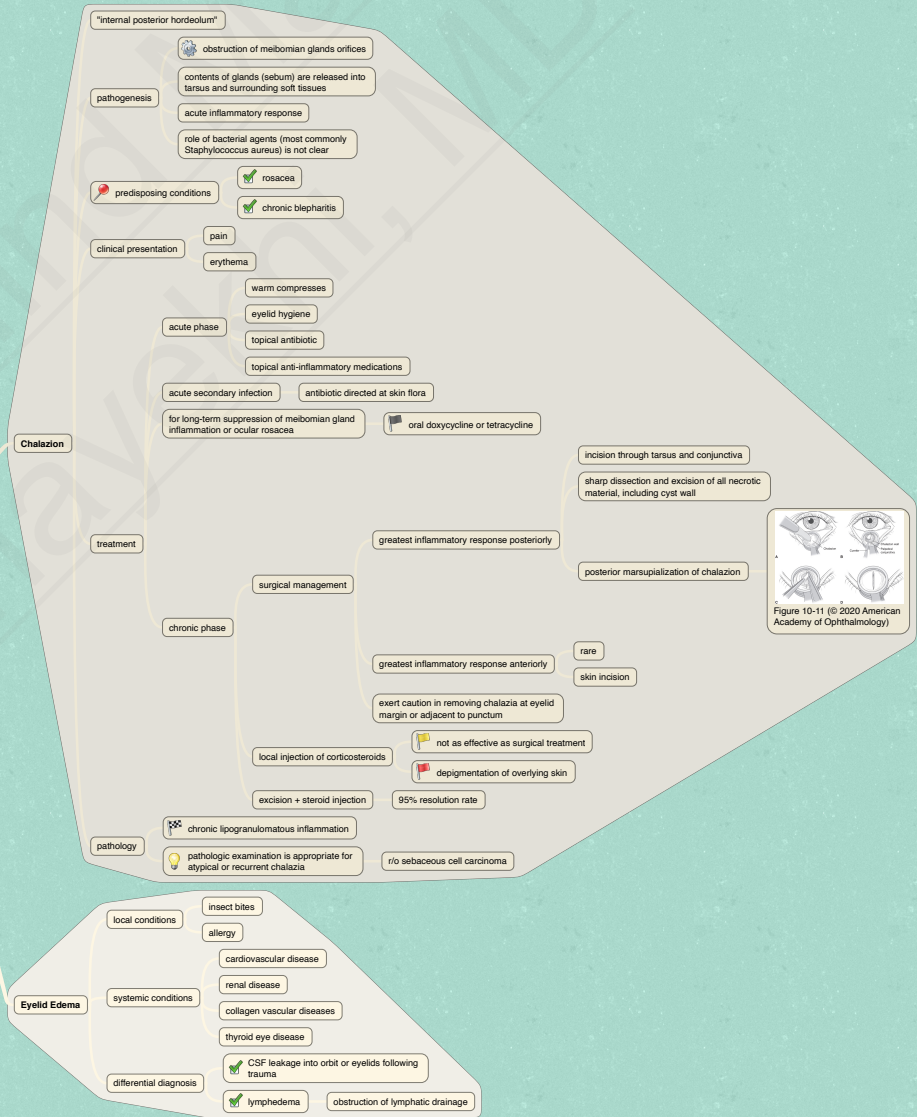 "internal posterior hordeolum"
pathogenesis
obstruction of meibomian glands orifices
contents of glands (sebum) are released into
tarsus and surrounding soft tissues
acute inflammatory response
role of bacterial agents (most commonly
Staphylococcus aureus) is not clear
predisposing conditions
rosacea
chronic blepharitis
clinical presentation
pain
erythema
Chalazion
treatment
acute phase
warm compresses
eyelid hygiene
topical antibiotic
topical anti-inflammatory medications
acute secondary infection
antibiotic directed at skin flora
for long-term suppression of meibomian gland
inflammation or ocular rosacea
oral doxycycline or tetracycline
chronic phase
surgical management
greatest inflammatory response posteriorly
incision through tarsus and conjunctiva
sharp dissection and excision of all necrotic
material, including cyst wall
posterior marsupialization of chalazion
A
B
C
D
Figure 10-11 (© 2020 American
Academy of Ophthalmology)
greatest inflammatory response anteriorly
rare
skin incision
exert caution in removing chalazia at eyelid
margin or adjacent to punctum
local injection of corticosteroids
not as effective as surgical treatment
depigmentation of overlying skin
excision + steroid injection
95% resolution rate
pathology
chronic lipogranulomatous inflammation
pathologic examination is appropriate for
atypical or recurrent chalazia
r/o sebaceous cell carcinoma
Eyelid Edema
local conditions
insect bites
allergy
systemic conditions
cardiovascular disease
renal disease
collagen vascular diseases
thyroid eye disease
differential diagnosis
CSF leakage into orbit or eyelids following
trauma
lymphedema
obstruction of lymphatic drainage